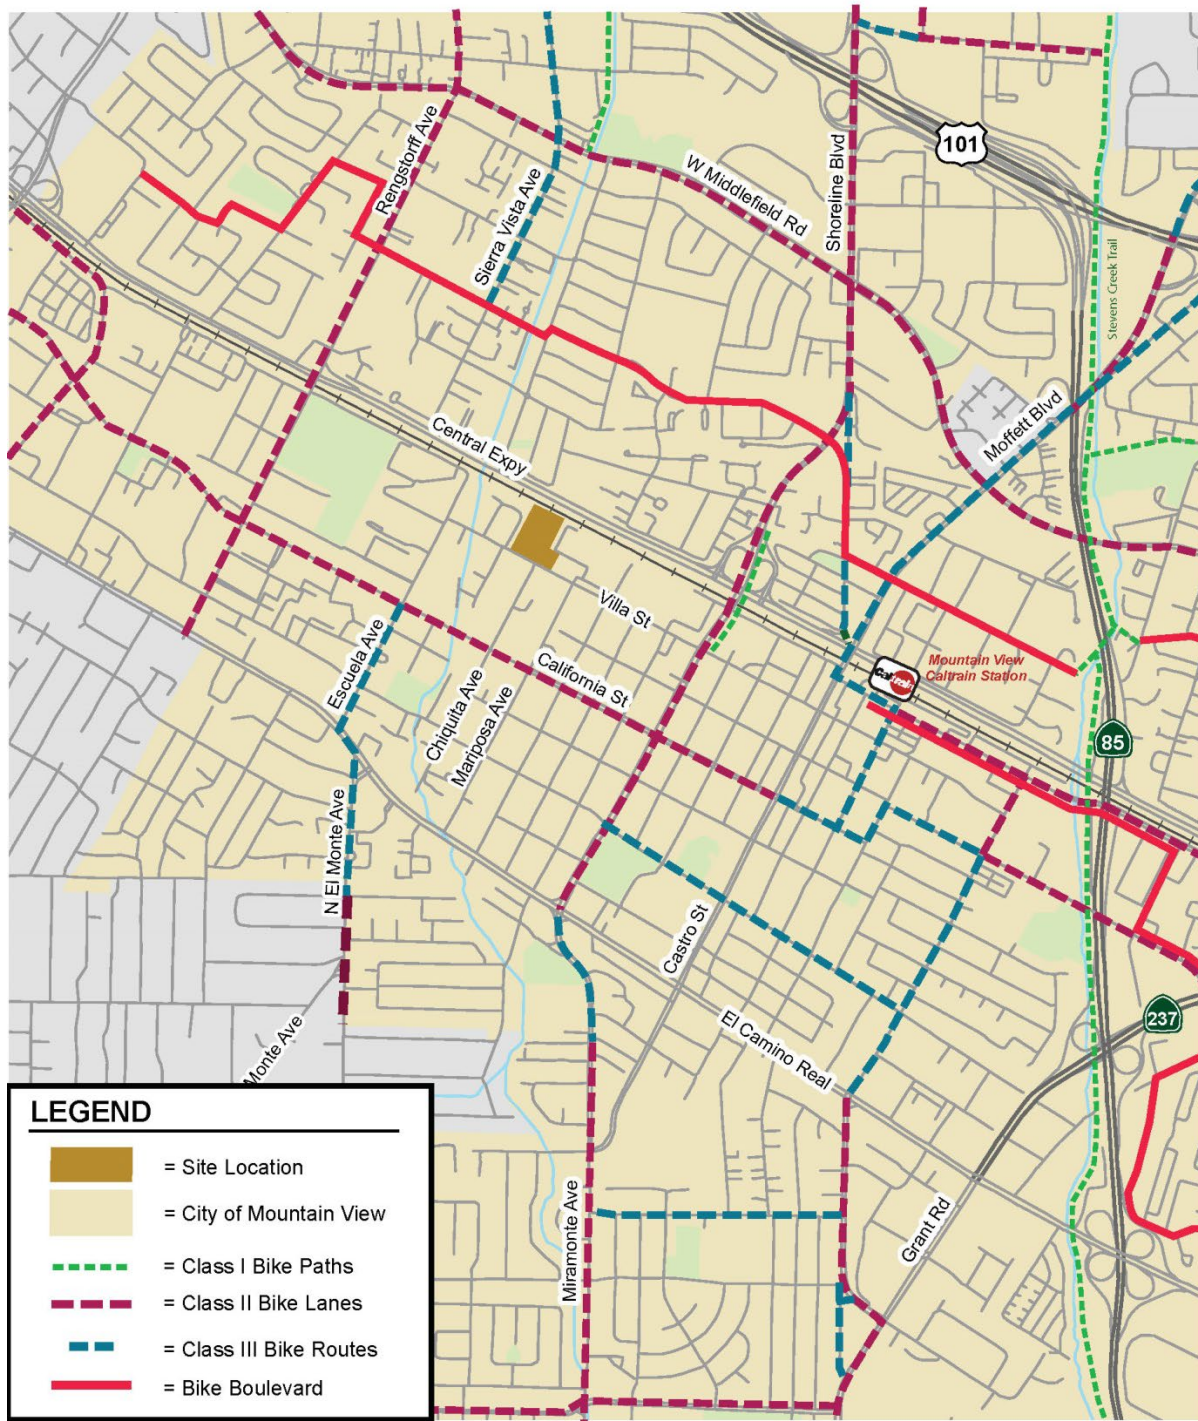 Rengstorff Ave
Sierra Vista Ave
W Middlefield Rd
Shoreline Blvd
101
Stevens Creek Trail
Moffett Blvd
Central Expy
Villa St
Escuela Ave
California St
Chiquita Ave
Mariposa Ave
Caltrain
Mountain View
Caltrain Station
85
N El Monte Ave
Castro St
El Camino Real
237
Monte Ave
Miramonte Ave
Grant Rd
LEGEND
= Site Location
= City of Mountain View
= Class I Bike Paths
= Class II Bike Lanes
= Class III Bike Routes
= Bike Boulevard